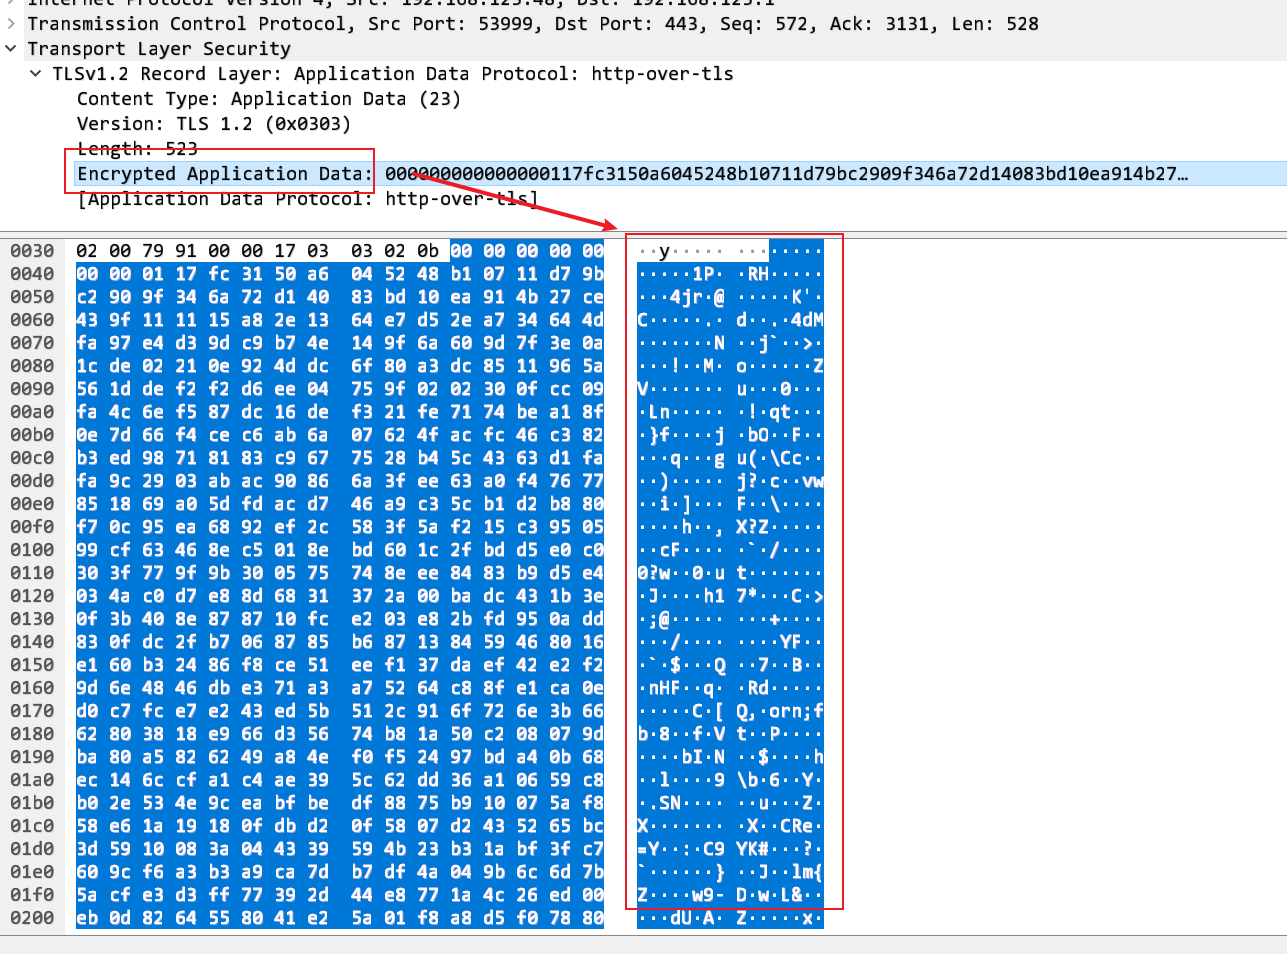 Internet Protocol Version 4, Src: 192.168.125.48, Dst: 192.168.125.1
Transmission Control Protocol, Src Port: 53999, Dst Port: 443, Seq: 572, Ack: 3131, Len: 528
Transport Layer Security
TLSv1.2 Record Layer: Application Data Protocol: http-over-tls
Content Type: Application Data (23)
Version: TLS 1.2 (0x0303)
Length: 523
Encrypted Application Data: 000000000000000117fc3150a6045248b10711d79bc2909f346a72d14083bd10ea914b27…
[Application Data Protocol: http-over-tls]
0030 02 00 79 91 00 00 17 03 03 02 0b 00 00 00 00 00 ··y····· ········
0040 00 00 01 17 fc 31 50 a6 04 52 48 b1 07 11 d7 9b ·····1P· ·RH·····
0050 c2 90 9f 34 6a 72 d1 40 83 bd 10 ea 91 4b 27 ce ···4jr·@ ·····K'·
0060 43 9f 11 11 15 a8 2e 13 64 e7 d5 2e a7 34 64 4d C·····.· d··.·4dM
0070 fa 97 e4 d3 9d c9 b7 4e 14 9f 6a 60 9d 7f 3e 0a ·······N ··j`··>·
0080 1c de 02 21 0e 92 4d dc 6f 80 a3 dc 85 11 96 5a ···!··M· o······Z
0090 56 1d de f2 f2 d6 ee 04 75 9f 02 02 30 0f cc 09 V······· u···0···
00a0 fa 4c 6e f5 87 dc 16 de f3 21 fe 71 74 be a1 8f ·Ln····· ·!·qt···
00b0 0e 7d 66 f4 ce c6 ab 6a 07 62 4f ac fc 46 c3 82 ·}f····j ·bO··F··
00c0 b3 ed 98 71 81 83 c9 67 75 28 b4 5c 43 63 d1 fa ···q···g u(·\Cc··
00d0 fa 9c 29 03 ab ac 90 86 6a 3f ee 63 a0 f4 76 77 ··)····· j?·c··vw
00e0 85 18 69 a0 5d fd ac d7 46 a9 c3 5c b1 d2 b8 80 ··i·]··· F··\····
00f0 f7 0c 95 ea 68 92 ef 2c 58 3f 5a f2 15 c3 95 05 ····h··, X?Z·····
0100 99 cf 63 46 8e c5 01 8e bd 60 1c 2f bd d5 e0 c0 ··cF···· ·`·/····
0110 30 3f 77 9f 9b 30 05 75 74 8e ee 84 83 b9 d5 e4 0?w··0·u t·······
0120 03 4a c0 d7 e8 8d 68 31 37 2a 00 ba dc 43 1b 3e ·J····h1 7*···C·>
0130 0f 3b 40 8e 87 87 10 fc e2 03 e8 2b fd 95 0a dd ·;@····· ···+····
0140 83 0f dc 2f b7 06 87 85 b6 87 13 84 59 46 80 16 ···/···· ····YF··
0150 e1 60 b3 24 86 f8 ce 51 ee f1 37 da ef 42 e2 f2 ·`·$···Q ··7··B··
0160 9d 6e 48 46 db e3 71 a3 a7 52 64 c8 8f e1 ca 0e ·nHF··q· ·Rd·····
0170 d0 c7 fc e7 e2 43 ed 5b 51 2c 91 6f 72 6e 3b 66 ·····C·[ Q,·orn;f
0180 62 80 38 18 e9 66 d3 56 74 b8 1a 50 c2 08 07 9d b·8··f·V t··P····
0190 ba 80 a5 82 62 49 a8 4e f0 f5 24 97 bd a4 0b 68 ····bI·N ··$····h
01a0 ec 14 6c cf a1 c4 ae 39 5c 62 dd 36 a1 06 59 c8 ··l····9 \b·6··Y·
01b0 b0 2e 53 4e 9c ea bf be df 88 75 b9 10 07 5a f8 ·.SN···· ··u···Z·
01c0 58 e6 1a 19 18 0f db d2 0f 58 07 d2 43 52 65 bc X······· ·X··CRe·
01d0 3d 59 10 08 3a 04 43 39 59 4b 23 b3 1a bf 3f c7 =Y··:·C9 YK#···?·
01e0 60 9c f6 a3 b3 a9 ca 7d b7 df 4a 04 9b 6c 6d 7b `······} ··J··lm{
01f0 5a cf e3 d3 ff 77 39 2d 44 e8 77 1a 4c 26 ed 00 Z····w9- D·w·L&··
0200 eb 0d 82 64 55 80 41 e2 5a 01 f8 a8 d5 f0 78 80 ···dU·A· Z·····x·